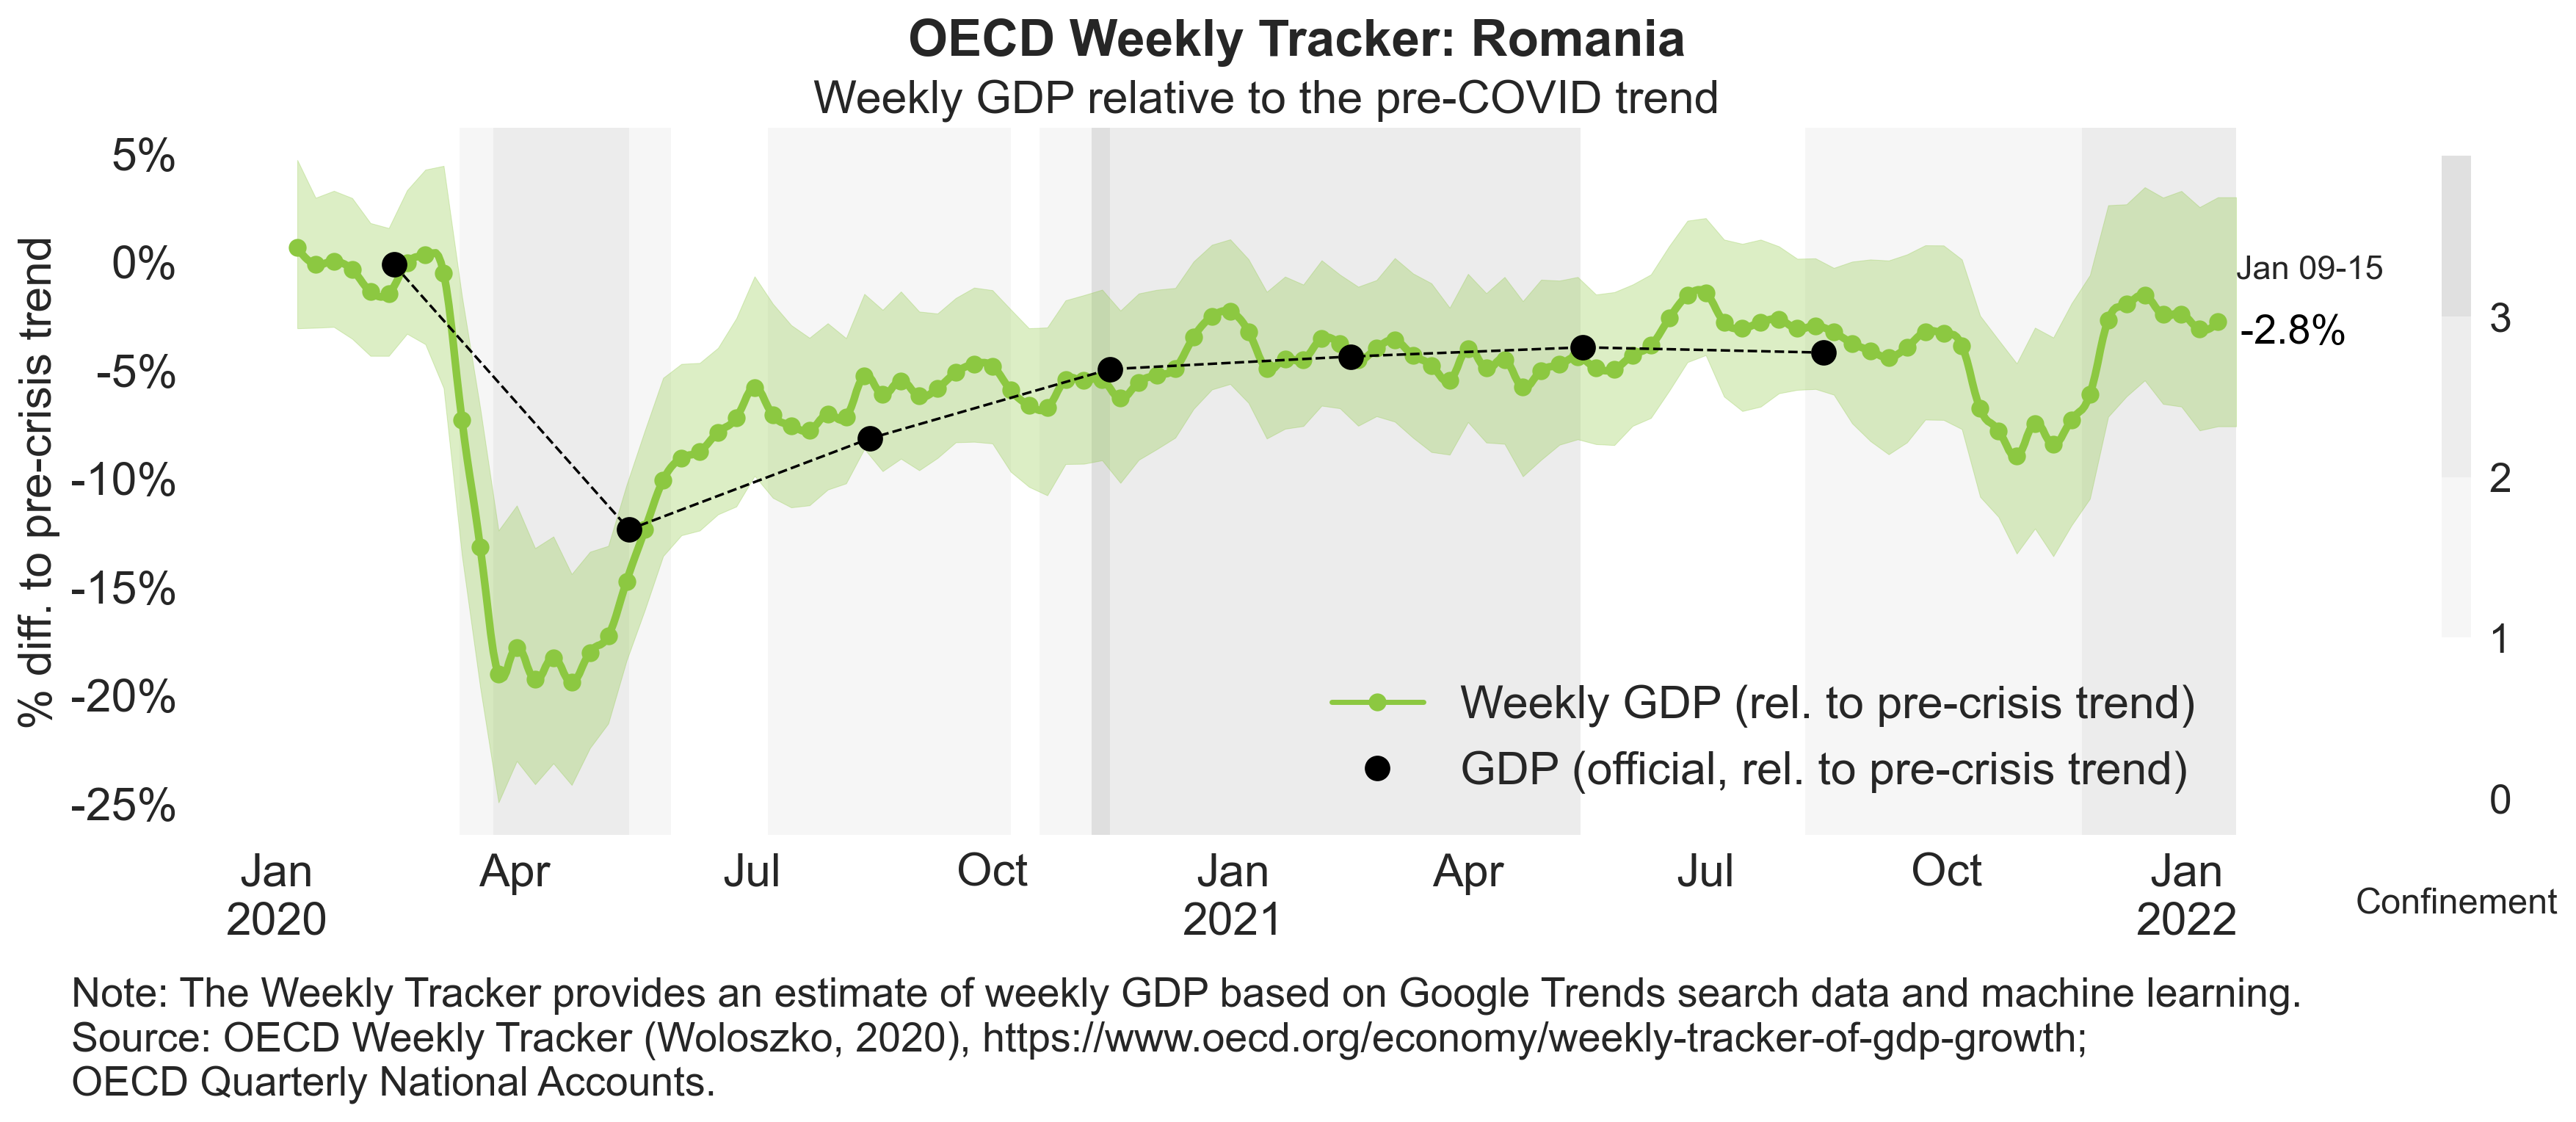 OECD Weekly Tracker: Romania
Weekly GDP relative to the pre-COVID trend
% diff. to pre-crisis trend
5%
0%
-5%
-10%
-15%
-20%
-25%
Jan 09-15
-2.8%
3
2
1
0
Confinement
Weekly GDP (rel. to pre-crisis trend)
GDP (official, rel. to pre-crisis trend)
Jan Apr Jul Oct Jan Apr Jul Oct Jan
2020 2021 2022
Note: The Weekly Tracker provides an estimate of weekly GDP based on Google Trends search data and machine learning.
Source: OECD Weekly Tracker (Woloszko, 2020), https://www.oecd.org/economy/weekly-tracker-of-gdp-growth;
OECD Quarterly National Accounts.